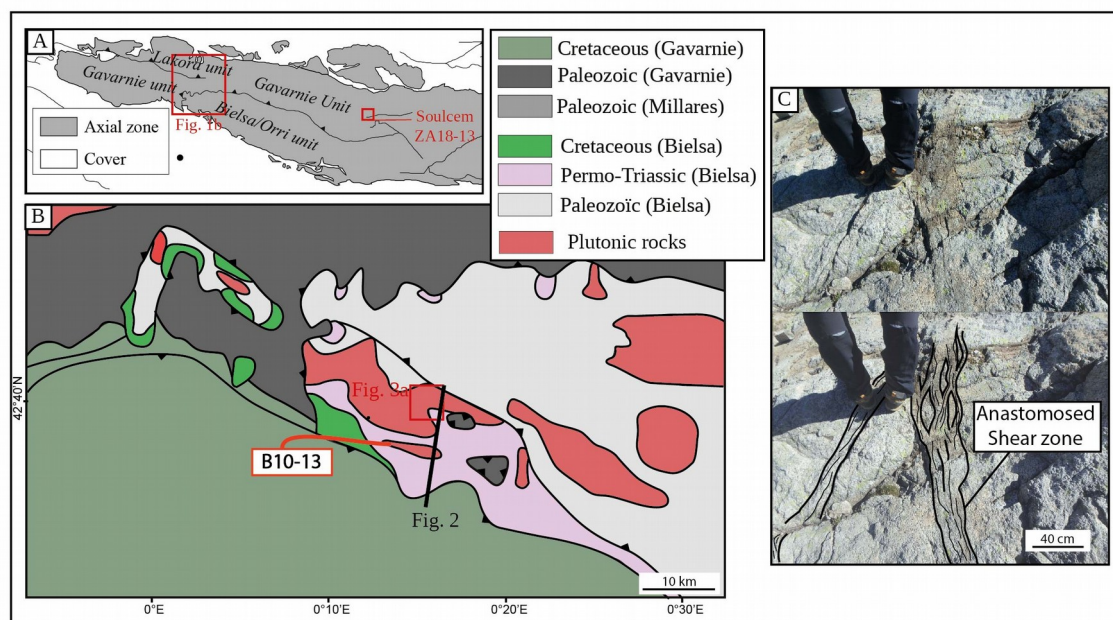 A
Lakora unit
Gavarnie unit
Gavarnie Unit
Bielsa/Orri unit
Fig. 1b
Soulcem
ZA18-13
Axial zone
Cover
Cretaceous (Gavarnie)
Paleozoic (Gavarnie)
Paleozoic (Millares)
Cretaceous (Bielsa)
Permo-Triassic (Bielsa)
Paleozoïc (Bielsa)
Plutonic rocks
B
Fig. 3a
B10-13
Fig. 2
10 km
42°40'N
0°E
0°10'E
0°20'E
0°30'E
C
Anastomosed
Shear zone
40 cm